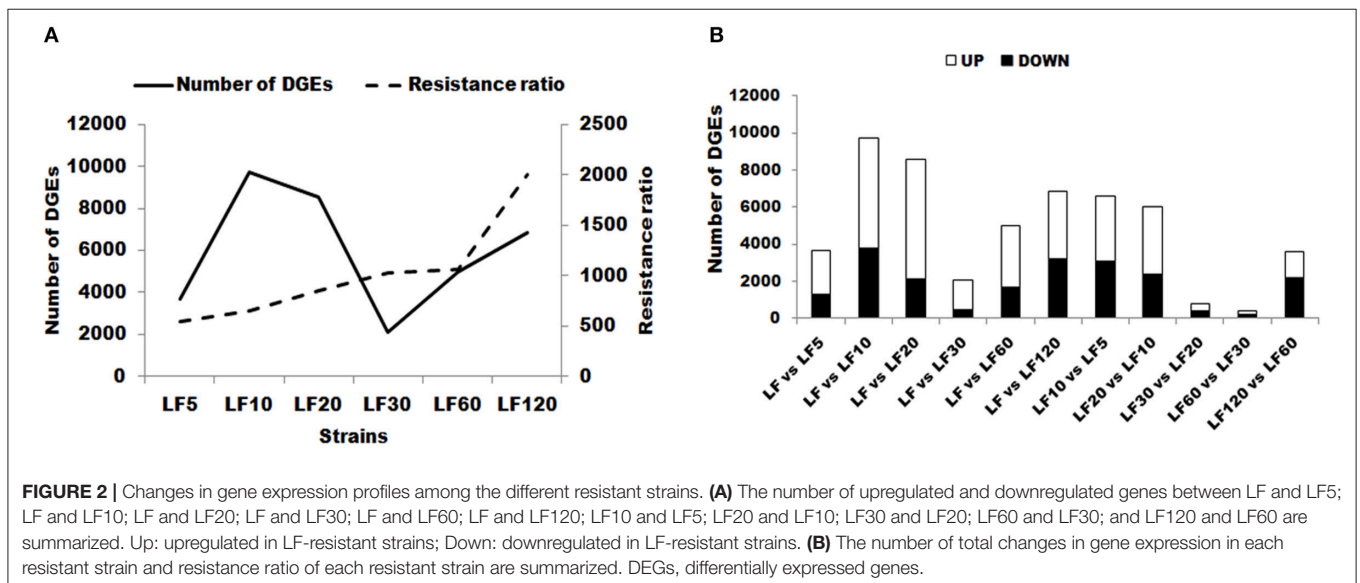 A
Number of DGEs
Resistance ratio
12000
10000
8000
6000
4000
2000
0
Number of DGEs
2500
2000
1500
1000
500
0
Resistance ratio
LF5 LF10 LF20 LF30 LF60 LF120
Strains
B
UP DOWN
12000
10000
8000
6000
4000
2000
0
Number of DGEs
LF vs LF5
LF vs LF10
LF vs LF20
LF vs LF30
LF vs LF60
LF vs LF120
LF10 vs LF5
LF20 vs LF10
LF30 vs LF20
LF60 vs LF30
LF120 vs LF60
FIGURE 2 | Changes in gene expression profiles among the different resistant strains. (A) The number of upregulated and downregulated genes between LF and LF5;
LF and LF10; LF and LF20; LF and LF30; LF and LF60; LF and LF120; LF10 and LF5; LF20 and LF10; LF30 and LF20; LF60 and LF30; and LF120 and LF60 are
summarized. Up: upregulated in LF-resistant strains; Down: downregulated in LF-resistant strains. (B) The number of total changes in gene expression in each
resistant strain and resistance ratio of each resistant strain are summarized. DEGs, differentially expressed genes.